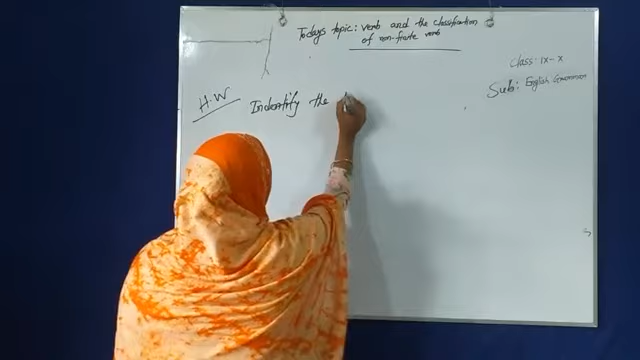 Todays topic: verb and the classification
of non-finite verb
Class: IX-X
Sub: English Grammar
H.W Indentify the